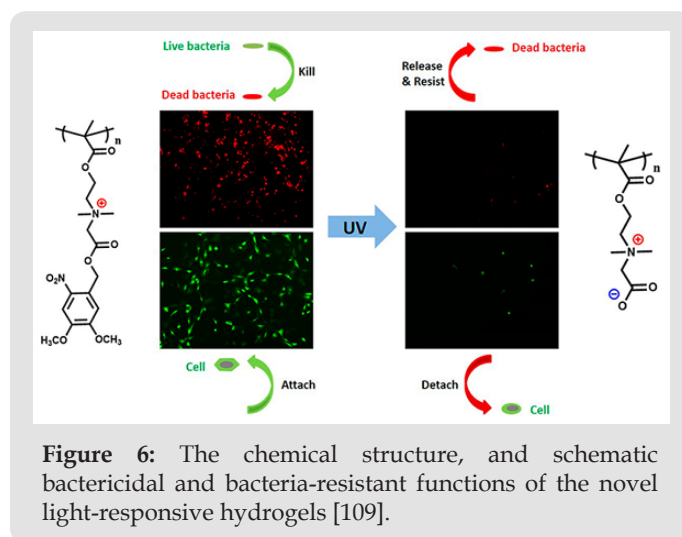 Live bacteria
Kill
Dead bacteria
Release
& Resist
Dead bacteria
n
O
O
N
⊕
O
O
O₂N
H₃CO
OCH₃
UV
n
O
O
⊕
N
O
⊖
O
Cell
Attach
Detach
Cell
Figure 6: The chemical structure, and schematic
bactericidal and bacteria-resistant functions of the novel
light-responsive hydrogels [109].